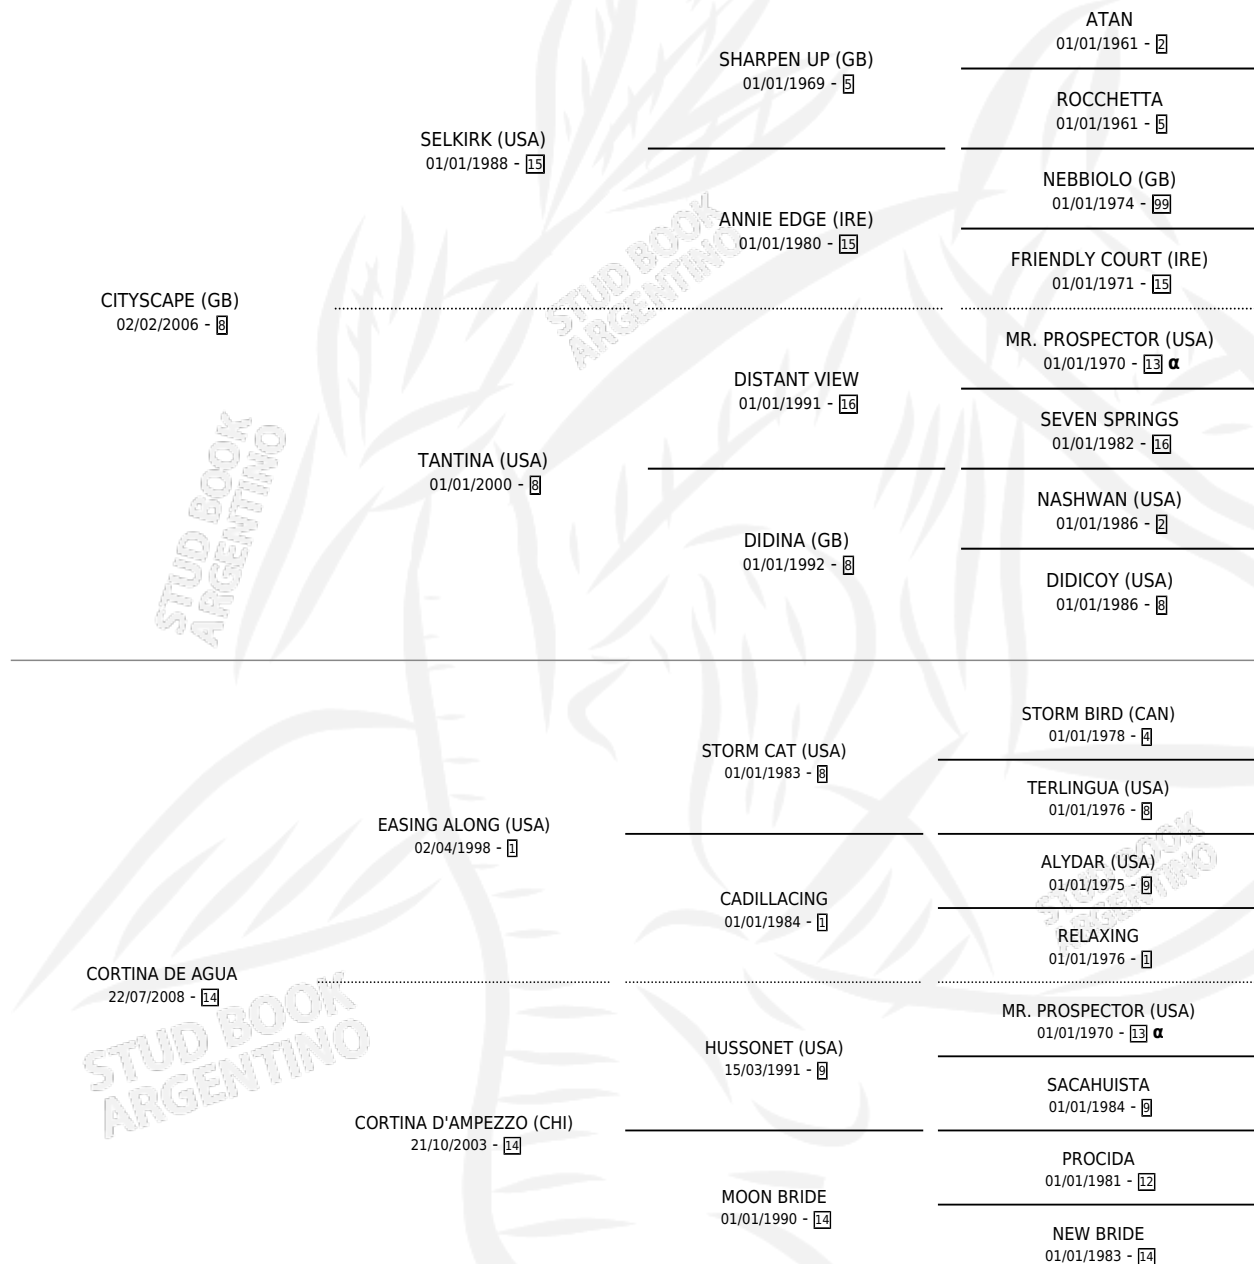 ATAN
01/01/1961 - 2
SHARPEN UP (GB)
01/01/1969 - 5
ROCCHETTA
01/01/1961 - 5
SELKIRK (USA)
01/01/1988 - 15
NEBBIOLO (GB)
01/01/1974 - 99
ANNIE EDGE (IRE)
01/01/1980 - 15
FRIENDLY COURT (IRE)
01/01/1971 - 15
CITYSCAPE (GB)
02/02/2006 - 8
MR. PROSPECTOR (USA)
01/01/1970 - 13 α
DISTANT VIEW
01/01/1991 - 16
SEVEN SPRINGS
01/01/1982 - 16
TANTINA (USA)
01/01/2000 - 8
NASHWAN (USA)
01/01/1986 - 2
DIDINA (GB)
01/01/1992 - 8
DIDICOY (USA)
01/01/1986 - 8
STORM BIRD (CAN)
01/01/1978 - 4
STORM CAT (USA)
01/01/1983 - 8
TERLINGUA (USA)
01/01/1976 - 8
EASING ALONG (USA)
02/04/1998 - 1
ALYDAR (USA)
01/01/1975 - 9
CADILLACING
01/01/1984 - 1
RELAXING
01/01/1976 - 1
CORTINA DE AGUA
22/07/2008 - 14
MR. PROSPECTOR (USA)
01/01/1970 - 13 α
HUSSONET (USA)
15/03/1991 - 9
SACAHUISTA
01/01/1984 - 9
CORTINA D'AMPEZZO (CHI)
21/10/2003 - 14
PROCIDA
01/01/1981 - 12
MOON BRIDE
01/01/1990 - 14
NEW BRIDE
01/01/1983 - 14
STUD BOOK
ARGENTINO
STUD BOOK
ARGENTINO
STUD BOOK
ARGENTINO
STUD BOOK
ARGENTINO